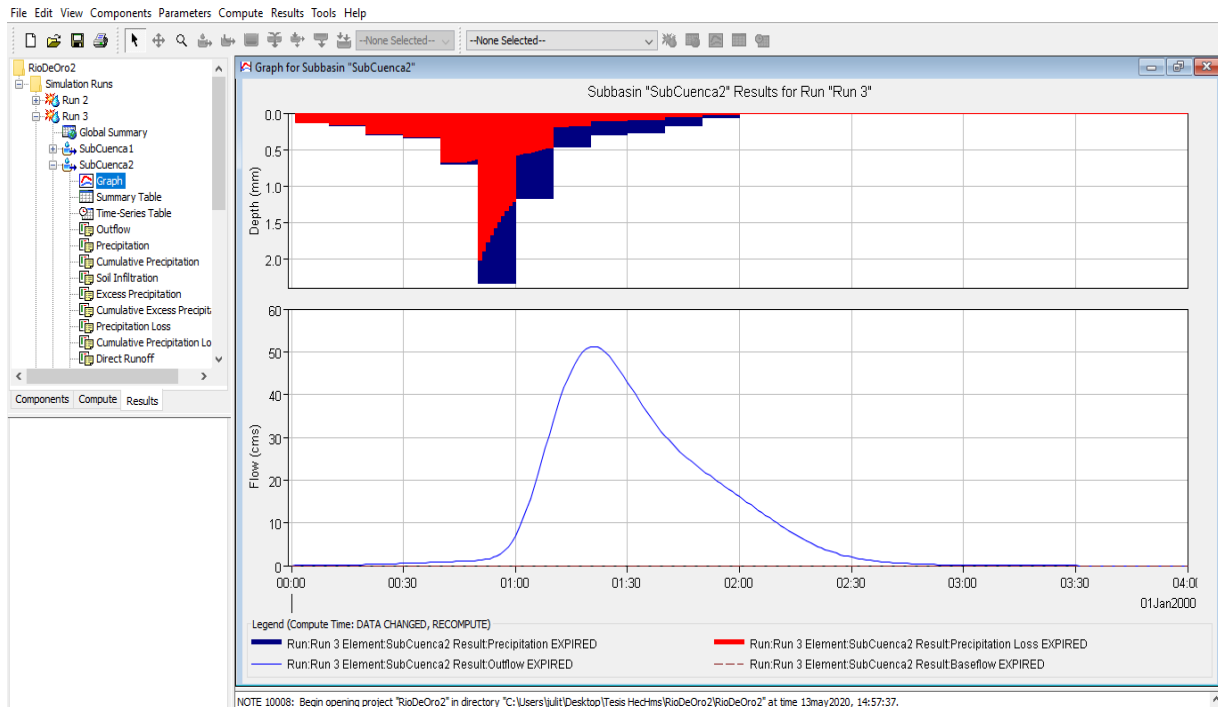 File Edit View Components Parameters Compute Results Tools Help
--None Selected-- --None Selected--
RioDeOro2
Simulation Runs
Run 2
Run 3
Global Summary
SubCuenca1
SubCuenca2
Graph
Summary Table
Time-Series Table
Outflow
Precipitation
Cumulative Precipitation
Soil Infiltration
Excess Precipitation
Cumulative Excess Precipit
Precipitation Loss
Cumulative Precipitation Lo
Direct Runoff
Components Compute Results
Graph for Subbasin "SubCuenca2"
Subbasin "SubCuenca2" Results for Run "Run 3"
Depth (mm)
0.0
0.5
1.0
1.5
2.0
Flow (cms)
60
50
40
30
20
10
0
00:00 00:30 01:00 01:30 02:00 02:30 03:00 03:30 04:0
01Jan2000
Legend (Compute Time: DATA CHANGED, RECOMPUTE)
Run:Run 3 Element:SubCuenca2 Result:Precipitation EXPIRED
Run:Run 3 Element:SubCuenca2 Result:Precipitation Loss EXPIRED
Run:Run 3 Element:SubCuenca2 Result:Outflow EXPIRED
Run:Run 3 Element:SubCuenca2 Result:Baseflow EXPIRED
NOTE 10008: Begin opening project "RioDeOro2" in directory "C:\Users\julit\Desktop\Tesis HecHms\RioDeOro2\RioDeOro2" at time 13may2020, 14:57:37.